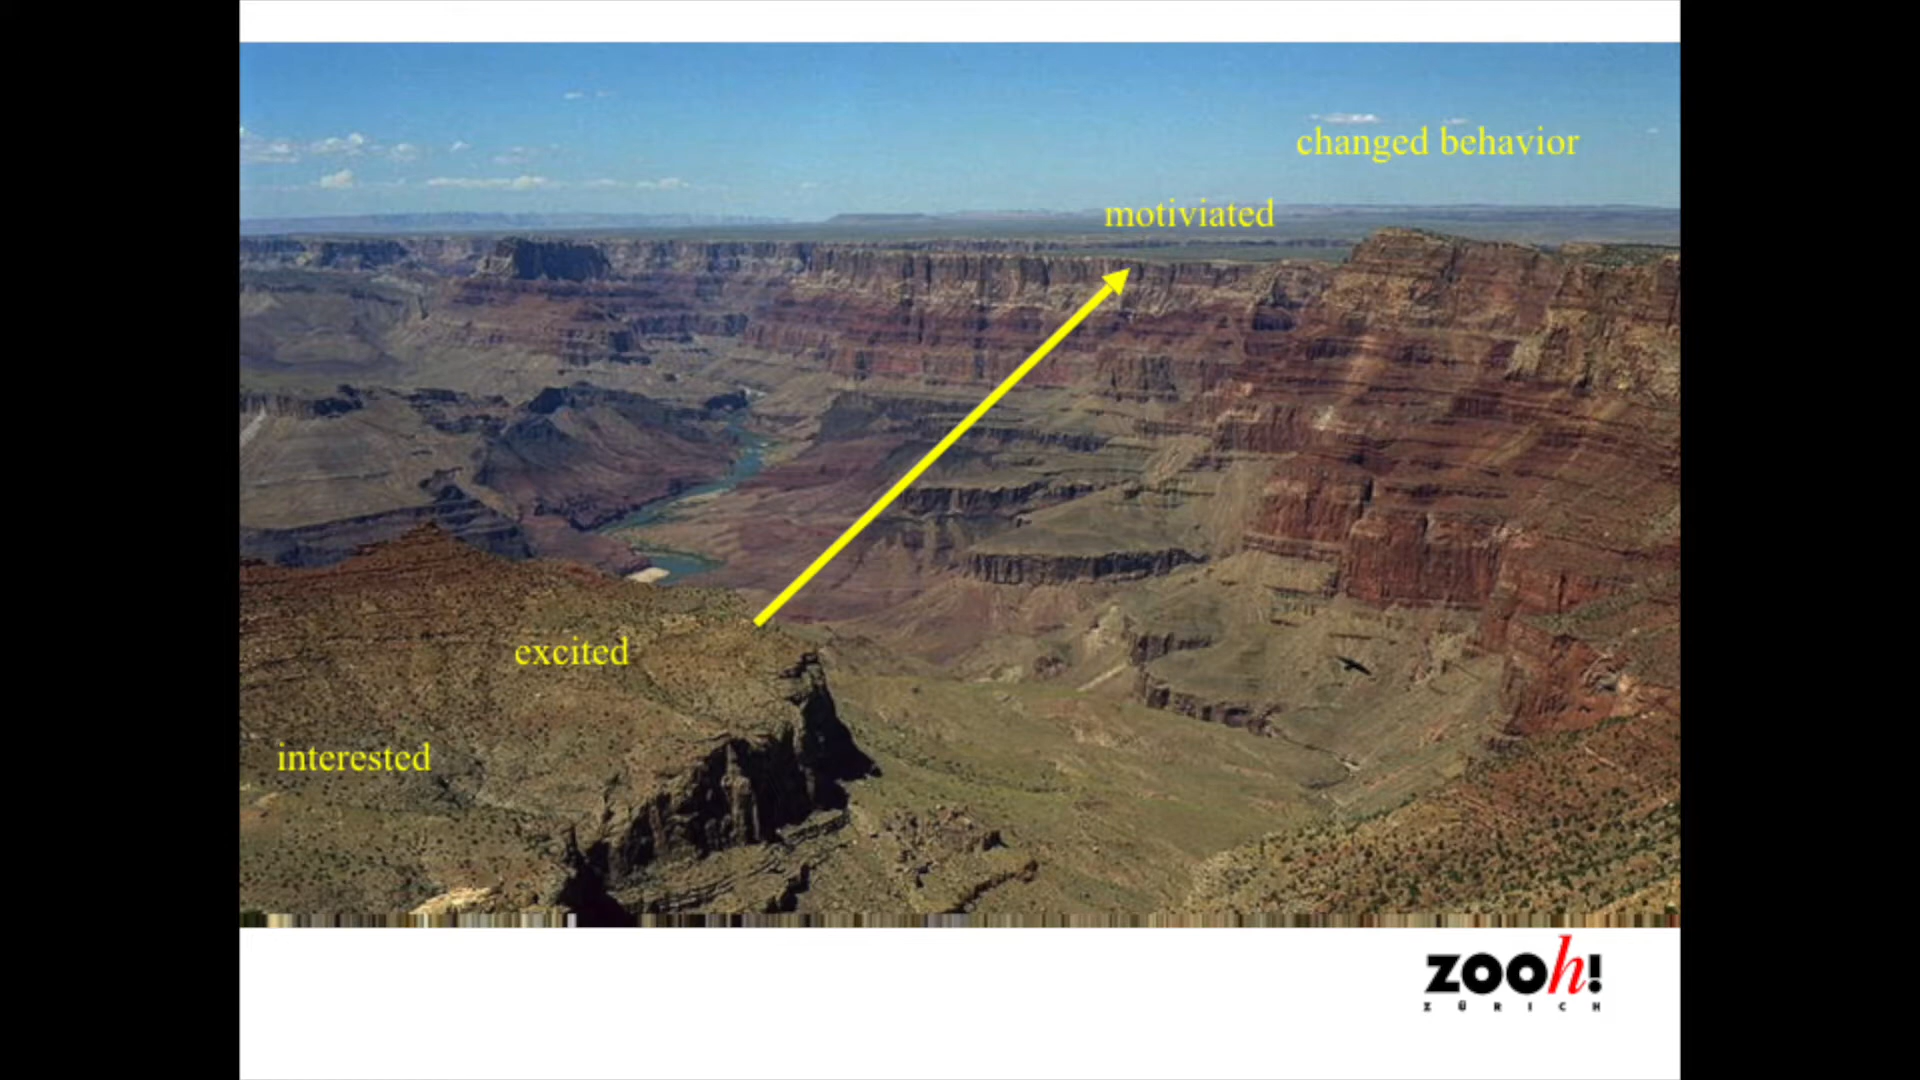 changed behavior
motiviated
excited
interested
zooh!
ZÜRICH